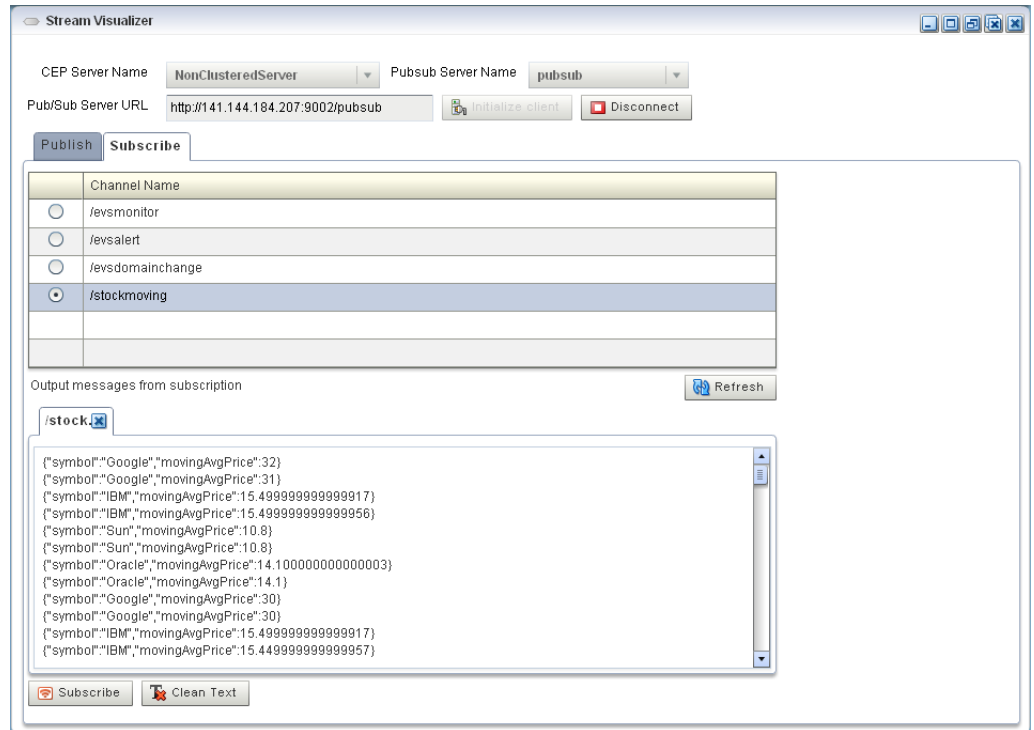 Stream Visualizer
CEP Server Name NonClusteredServer Pubsub Server Name pubsub
Pub/Sub Server URL http://141.144.184.207:9002/pubsub Initialize client Disconnect
Publish Subscribe
Channel Name
/evsmonitor
/evsalert
/evsdomainchange
/stockmoving
Output messages from subscription Refresh
/stock.
{"symbol":"Google","movingAvgPrice":32}
{"symbol":"Google","movingAvgPrice":31}
{"symbol":"IBM","movingAvgPrice":15.499999999999917}
{"symbol":"IBM","movingAvgPrice":15.499999999999956}
{"symbol":"Sun","movingAvgPrice":10.8}
{"symbol":"Sun","movingAvgPrice":10.8}
{"symbol":"Oracle","movingAvgPrice":14.100000000000003}
{"symbol":"Oracle","movingAvgPrice":14.1}
{"symbol":"Google","movingAvgPrice":30}
{"symbol":"Google","movingAvgPrice":30}
{"symbol":"IBM","movingAvgPrice":15.499999999999917}
{"symbol":"IBM","movingAvgPrice":15.449999999999957}
Subscribe Clean Text